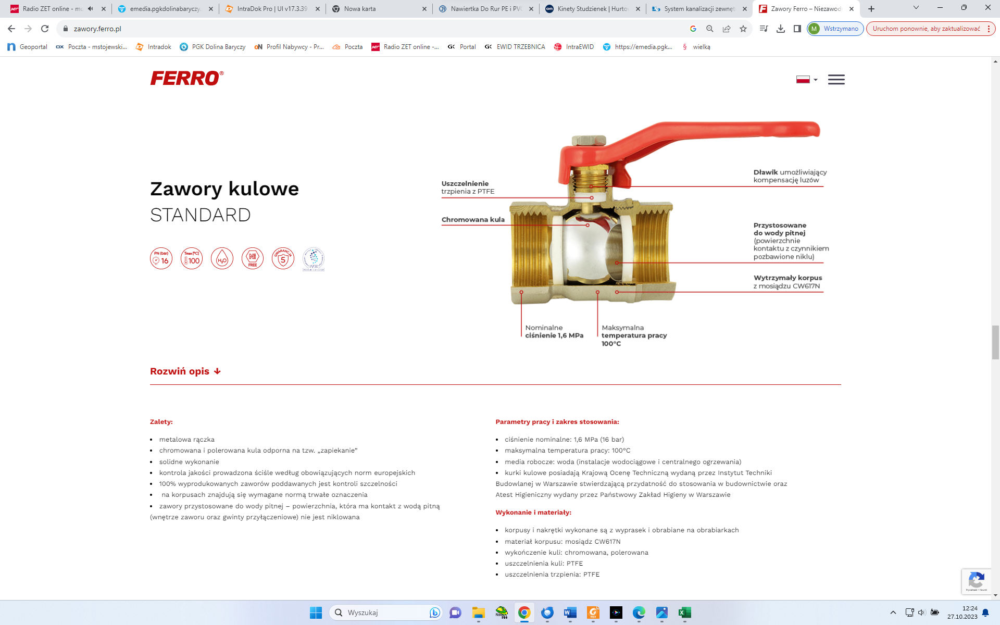 Radio ZET online - mu
emedia.pgkdolinabaryczy.
IntraDok Pro | UI v17.3.39
Nowa karta
Nawiertka Do Rur PE i PVC
Kinety Studzienek | Hurtow
System kanalizacji zewnęt
Zawory Ferro – Niezawodn
zawory.ferro.pl
M Wstrzymano
Uruchom ponownie, aby zaktualizować
Geoportal
Poczta - mstojewski...
Intradok
PGK Dolina Baryczy
Profil Nabywcy - Pr...
Poczta
Radio ZET online -...
Portal
EWID TRZEBNICA
IntraEWID
https://emedia.pgk...
§ wielką
FERRO®
Zawory kulowe
STANDARD
PN (bar)
16
Tmax [°C]
100
H₂O
Ni
FREE
GWARANCJA
5
Uszczelnienie
trzpienia z PTFE
Chromowana kula
Dławik umożliwiający
kompensację luzów
Przystosowane
do wody pitnej
(powierzchnie
kontaktu z czynnikiem
pozbawione niklu)
Wytrzymały korpus
z mosiądzu CW617N
Nominalne
ciśnienie 1,6 MPa
Maksymalna
temperatura pracy
100°C
Rozwiń opis ↓
Zalety:
• metalowa rączka
• chromowana i polerowana kula odporna na tzw. „zapiekanie”
• solidne wykonanie
• kontrola jakości prowadzona ściśle według obowiązujących norm europejskich
• 100% wyprodukowanych zaworów poddawanych jest kontroli szczelności
• na korpusach znajdują się wymagane normą trwałe oznaczenia
• zawory przystosowane do wody pitnej – powierzchnia, która ma kontakt z wodą pitną
(wnętrze zaworu oraz gwinty przyłączeniowe) nie jest niklowana
Parametry pracy i zakres stosowania:
• ciśnienie nominalne: 1,6 MPa (16 bar)
• maksymalna temperatura pracy: 100°C
• media robocze: woda (instalacje wodociągowe i centralnego ogrzewania)
• kurki kulowe posiadają Krajową Ocenę Techniczną wydaną przez Instytut Techniki
Budowlanej w Warszawie stwierdzającą przydatność do stosowania w budownictwie oraz
Atest Higieniczny wydany przez Państwowy Zakład Higieny w Warszawie
Wykonanie i materiały:
• korpusy i nakrętki wykonane są z wyprasek i obrabiane na obrabiarkach
• materiał korpusu: mosiądz CW617N
• wykończenie kuli: chromowana, polerowana
• uszczelnienia kuli: PTFE
• uszczelnienia trzpienia: PTFE
Wyszukaj
12:24
27.10.2023